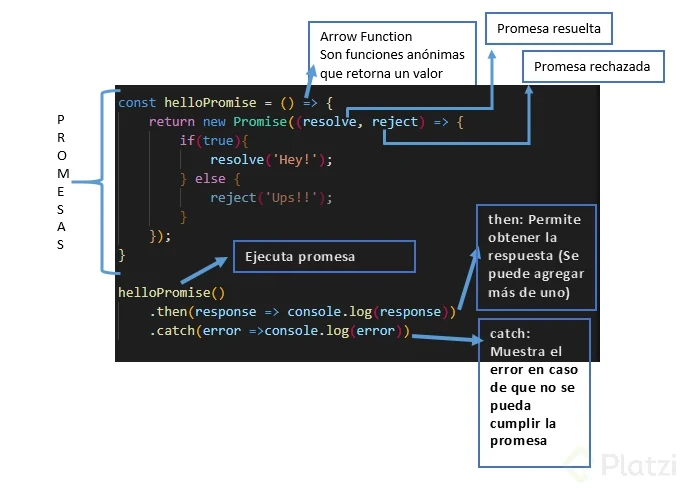 Arrow Function
Son funciones anónimas
que retorna un valor
Promesa resuelta
Promesa rechazada
P
R
O
M
E
S
A
S
const helloPromise = () => {
return new Promise((resolve, reject) => {
if(true){
resolve('Hey!');
} else {
reject('Ups!!');
}
});
}
Ejecuta promesa
helloPromise()
.then(response => console.log(response))
.catch(error =>console.log(error))
then: Permite
obtener la
respuesta (Se
puede agregar
más de uno)
catch:
Muestra el
error en caso
de que no se
pueda
cumplir la
promesa
Platzi